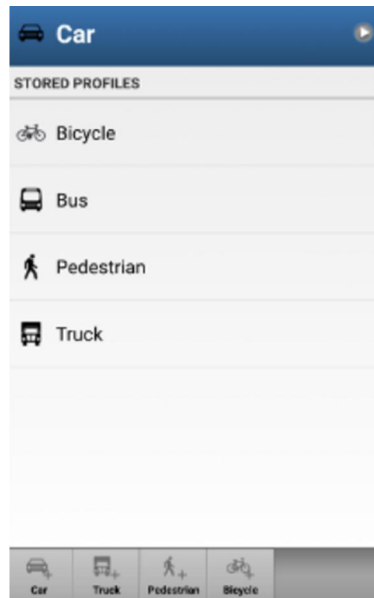 Car
STORED PROFILES
Bicycle
Bus
Pedestrian
Truck
Car Truck Pedestrian Bicycle